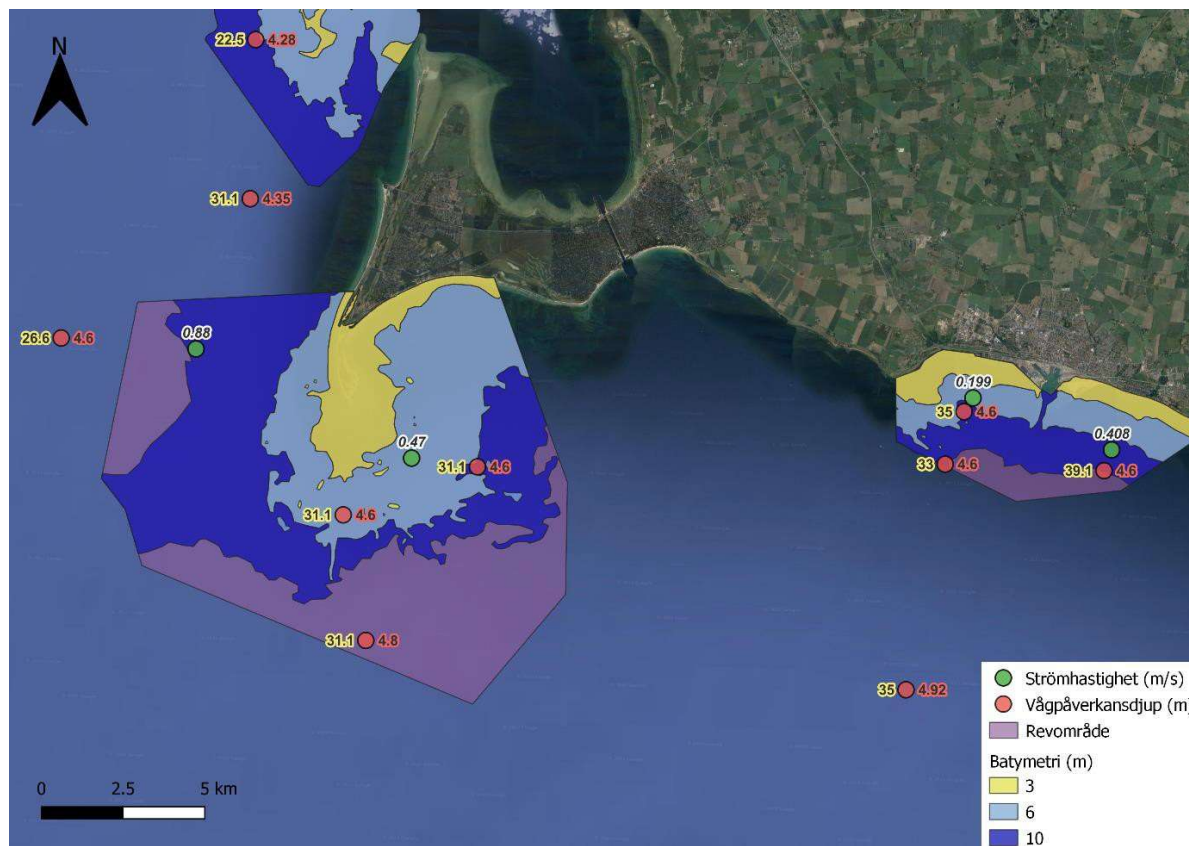 22.5 4.28
N
31.1 4.35
26.6 4.6
0.88
0.199
35 4.6
0.47
0.408
31.1 4.6
33 4.6
39.1 4.6
31.1 4.6
31.1 4.8
35 4.92
Strömhastighet (m/s)
Vågpåverkansdjup (m)
Revområde
Batymetri (m)
3
6
10
0 2.5 5 km